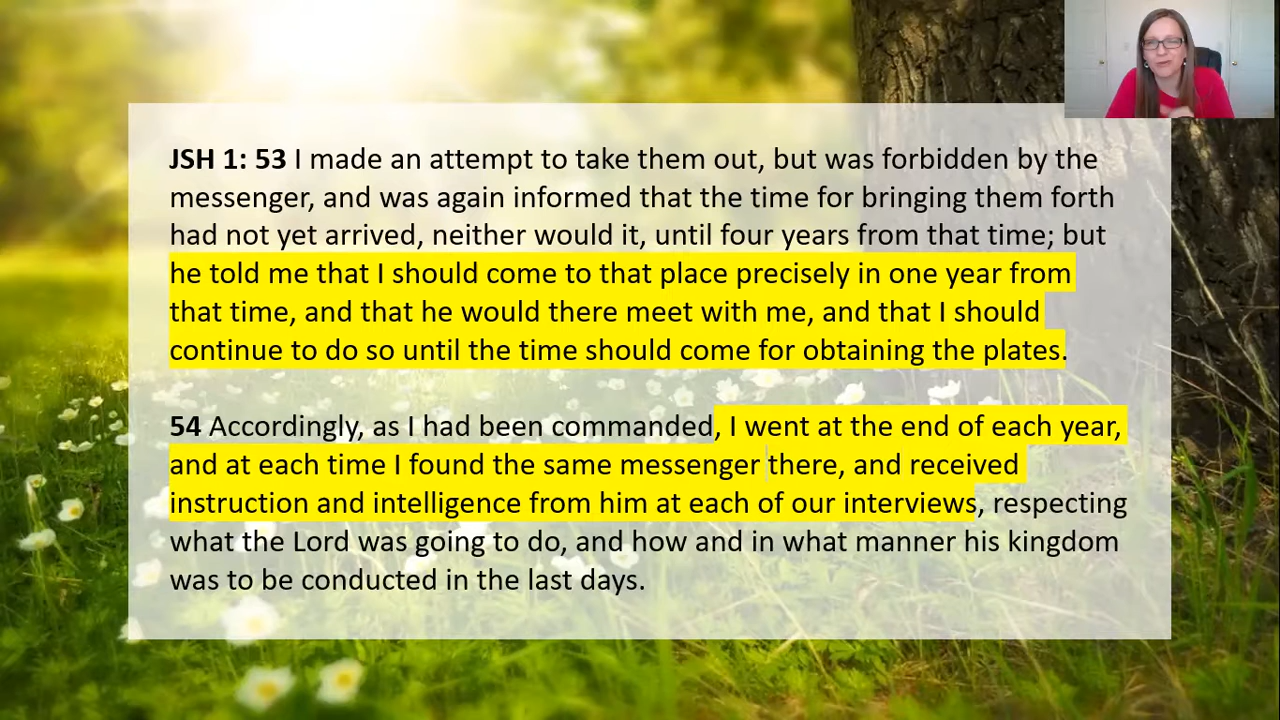 JSH 1: 53 I made an attempt to take them out, but was forbidden by the
messenger, and was again informed that the time for bringing them forth
had not yet arrived, neither would it, until four years from that time; but
he told me that I should come to that place precisely in one year from
that time, and that he would there meet with me, and that I should
continue to do so until the time should come for obtaining the plates.
54 Accordingly, as I had been commanded, I went at the end of each year,
and at each time I found the same messenger there, and received
instruction and intelligence from him at each of our interviews, respecting
what the Lord was going to do, and how and in what manner his kingdom
was to be conducted in the last days.